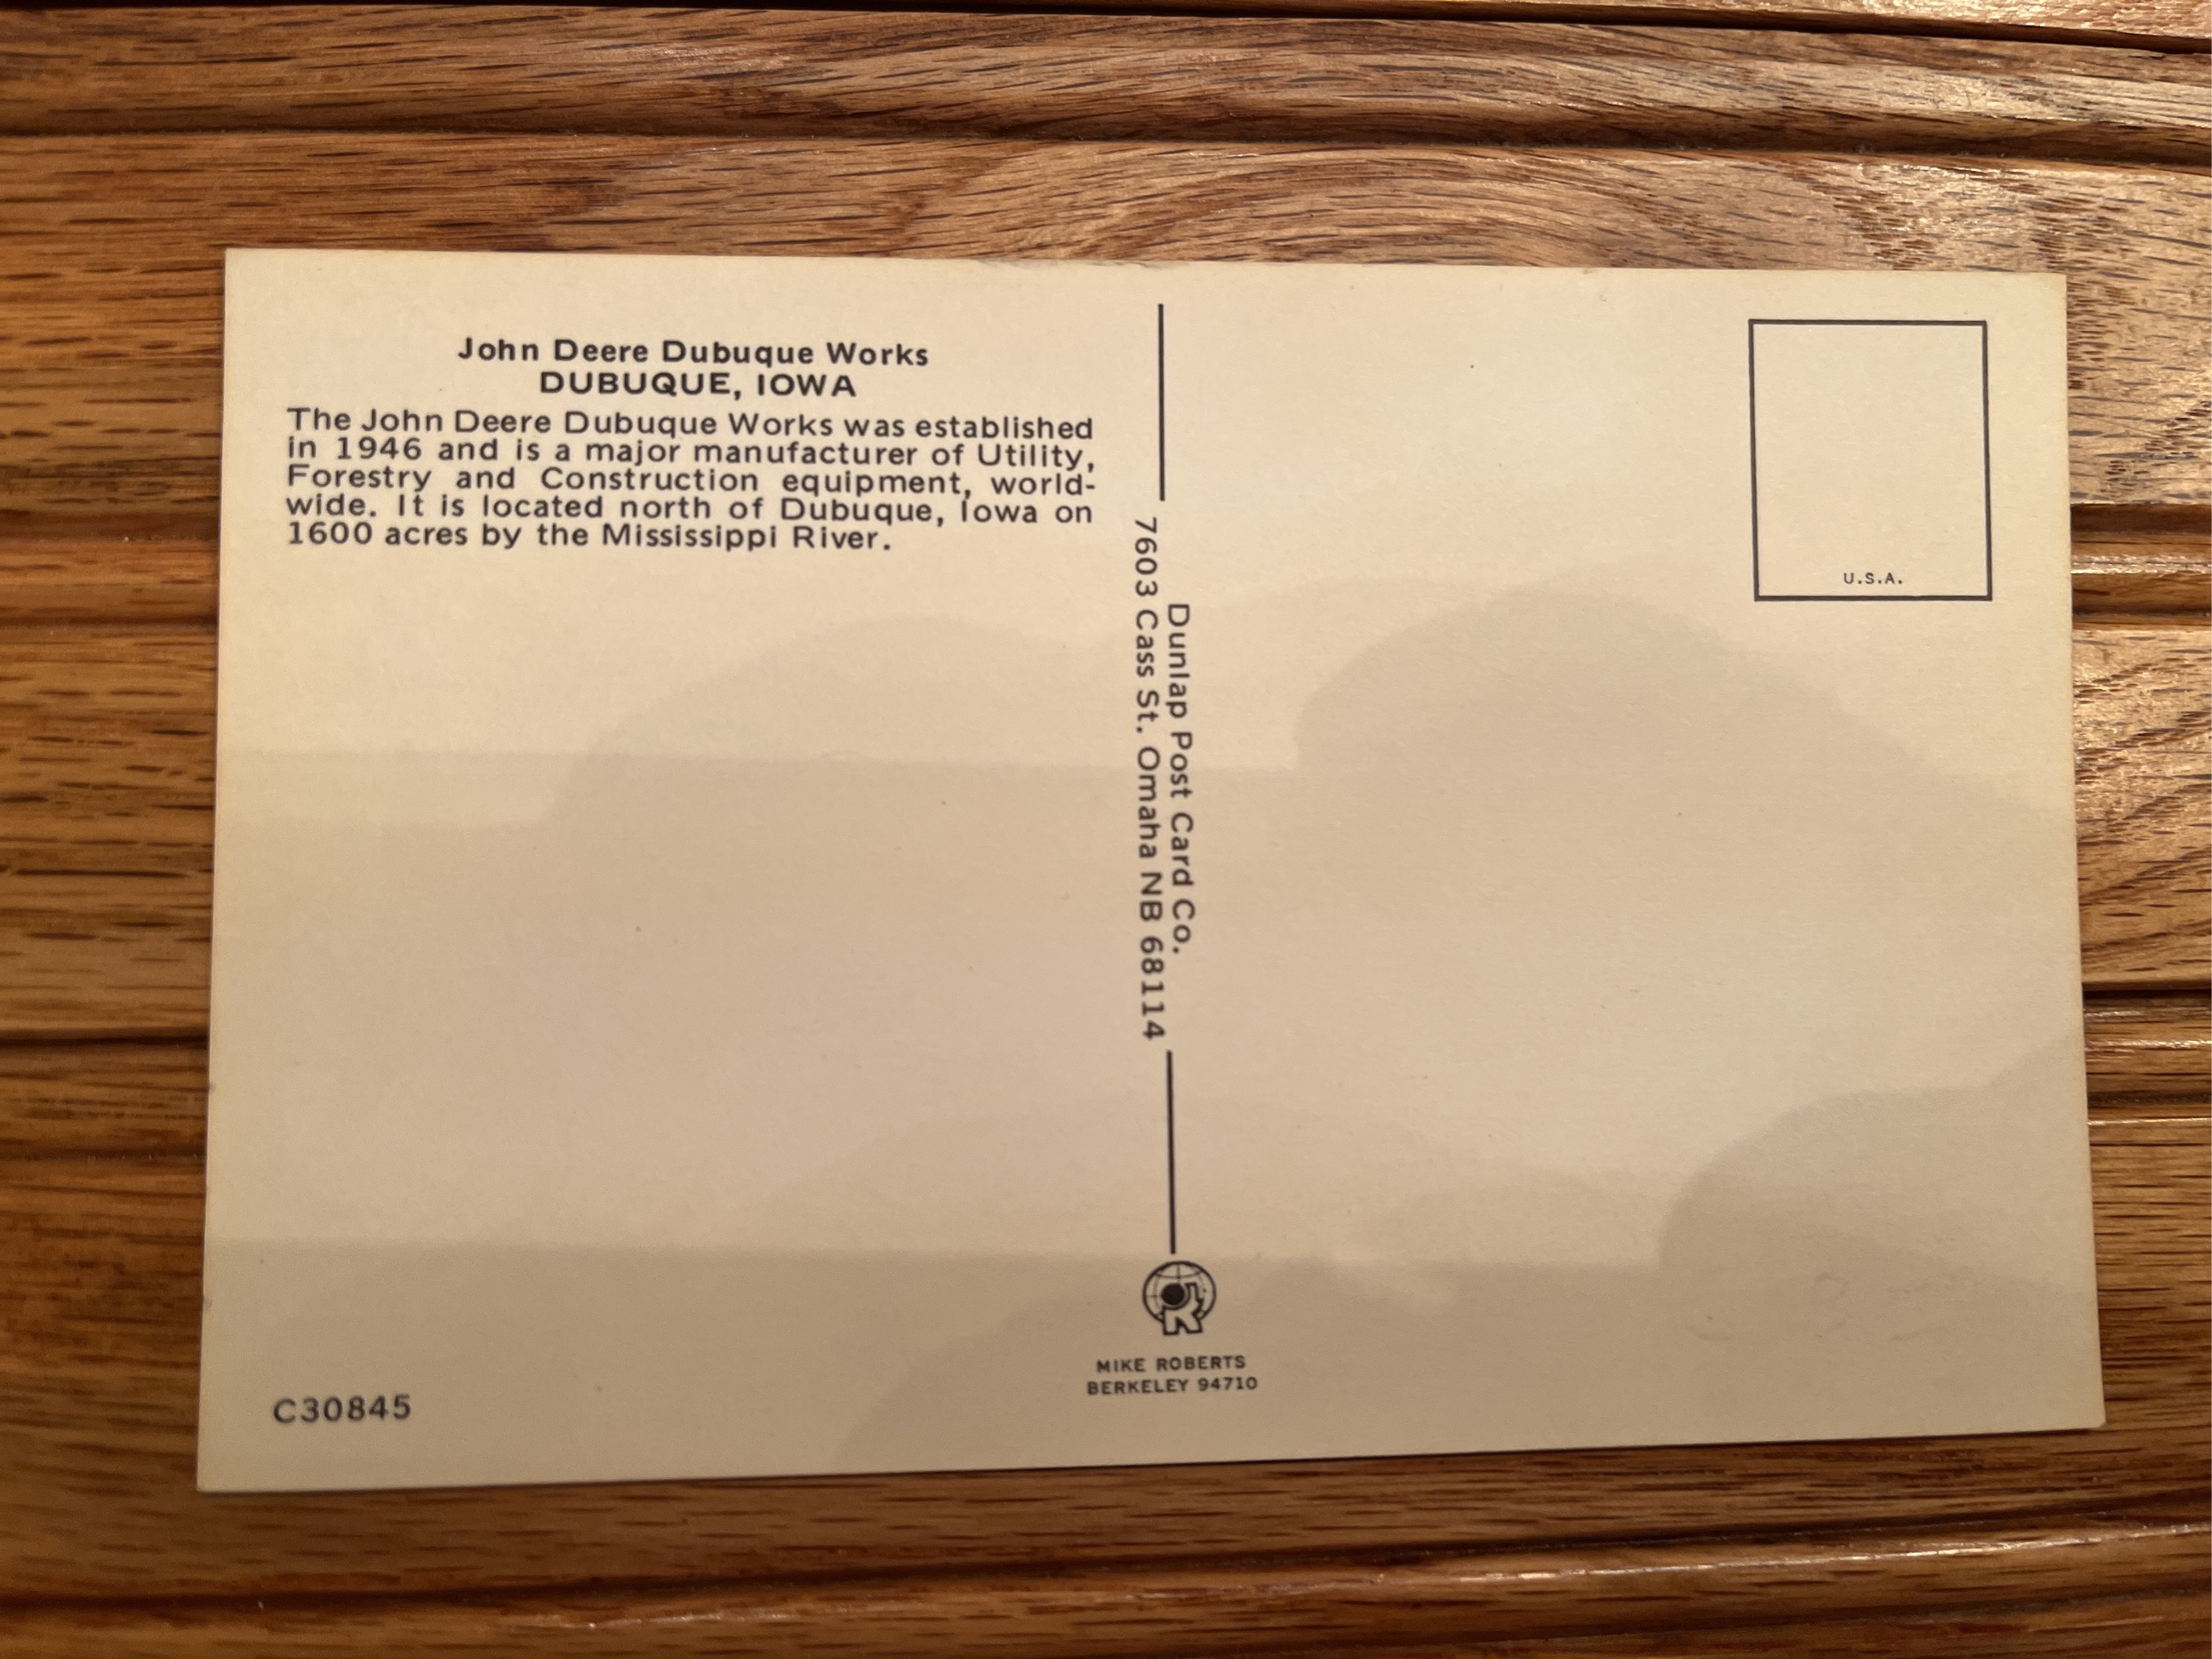 John Deere Dubuque Works
DUBUQUE, IOWA
The John Deere Dubuque Works was established
in 1946 and is a major manufacturer of Utility,
Forestry and Construction equipment, world-
wide. It is located north of Dubuque, Iowa on
1600 acres by the Mississippi River.
C30845
Dunlap Post Card Co.
7603 Cass St. Omaha NB 68114
MIKE ROBERTS
BERKELEY 94710
U.S.A.